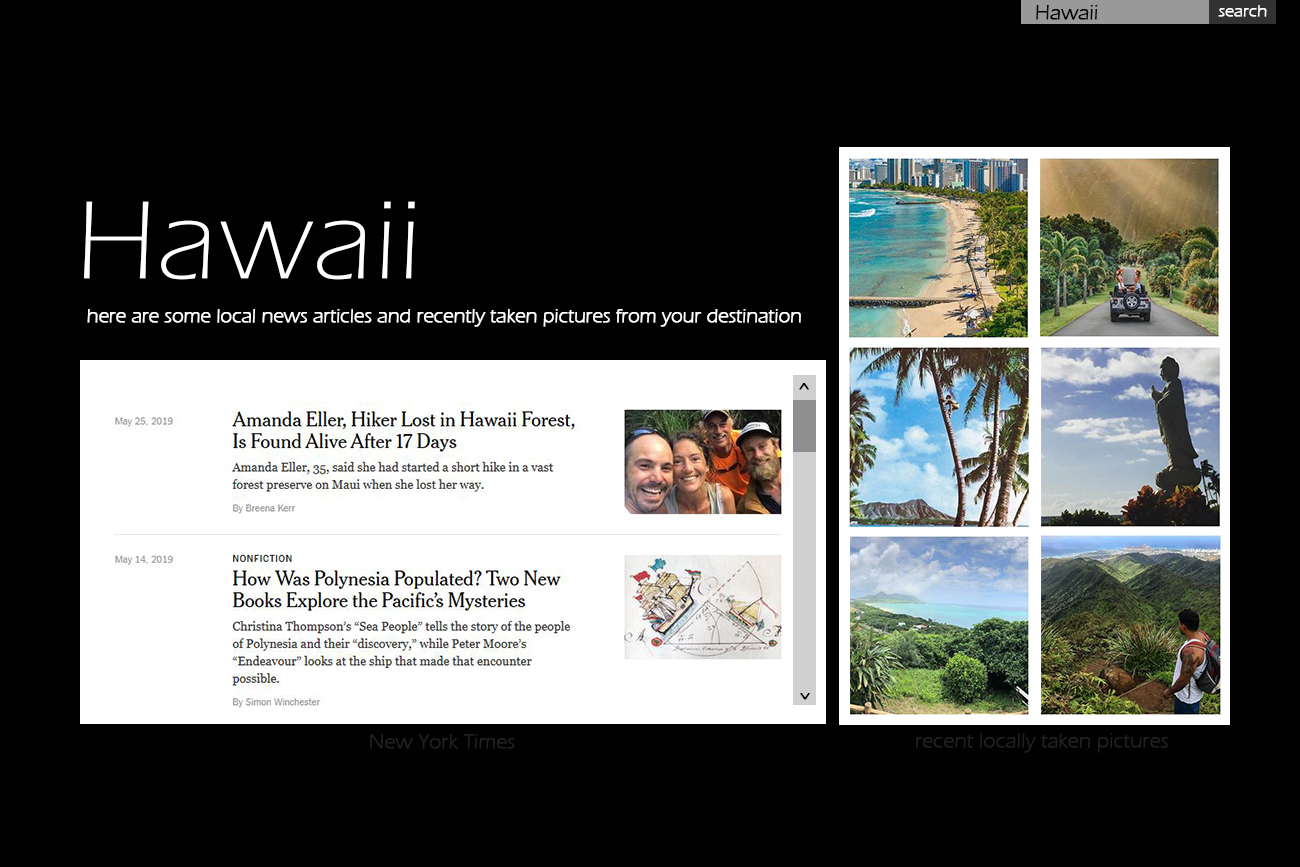 Hawaii
search
Hawaii
here are some local news articles and recently taken pictures from your destination
May 25, 2019
Amanda Eller, Hiker Lost in Hawaii Forest,
Is Found Alive After 17 Days
Amanda Eller, 35, said she had started a short hike in a vast
forest preserve on Maui when she lost her way.
By Breena Kerr
May 14, 2019
NONFICTION
How Was Polynesia Populated? Two New
Books Explore the Pacific’s Mysteries
Christina Thompson’s “Sea People” tells the story of the people
of Polynesia and their “discovery,” while Peter Moore’s
“Endeavour” looks at the ship that made that encounter
possible.
By Simon Winchester
New York Times
recent locally taken pictures